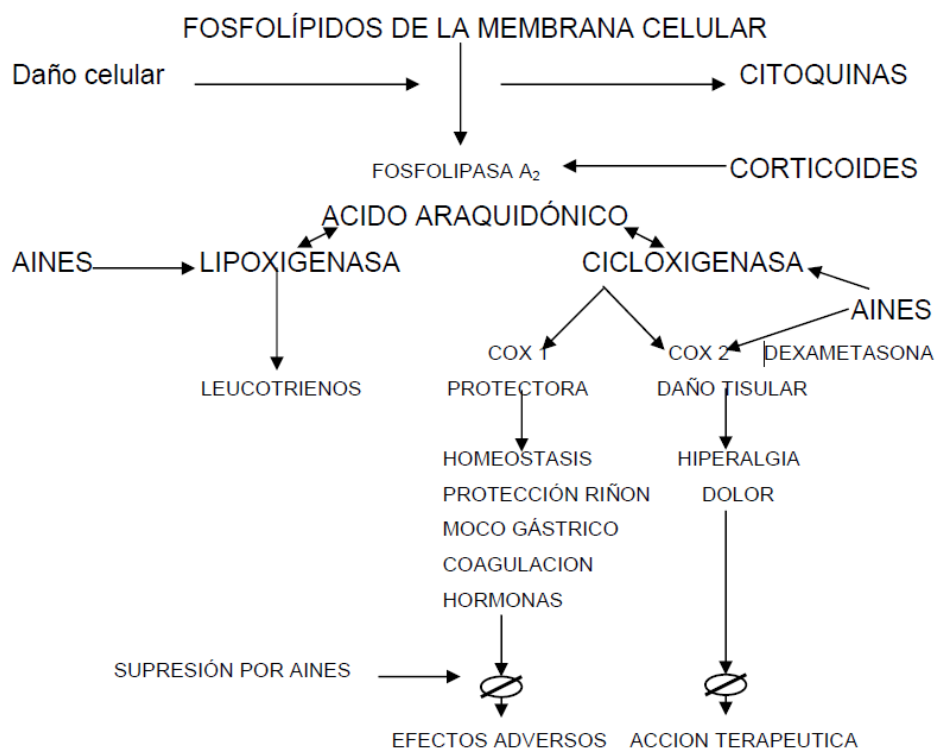 FOSFOLÍPIDOS DE LA MEMBRANA CELULAR
Daño celular
CITOQUINAS
FOSFOLIPASA A₂
CORTICOIDES
ACIDO ARAQUIDÓNICO
AINES
LIPOXIGENASA
CICLOXIGENASA
AINES
COX 1
COX 2
DEXAMETASONA
LEUCOTRIENOS
PROTECTORA
DAÑO TISULAR
HOMEOSTASIS
HIPERALGIA
PROTECCIÓN RIÑON
DOLOR
MOCO GÁSTRICO
COAGULACION
HORMONAS
SUPRESIÓN POR AINES
EFECTOS ADVERSOS
ACCION TERAPEUTICA